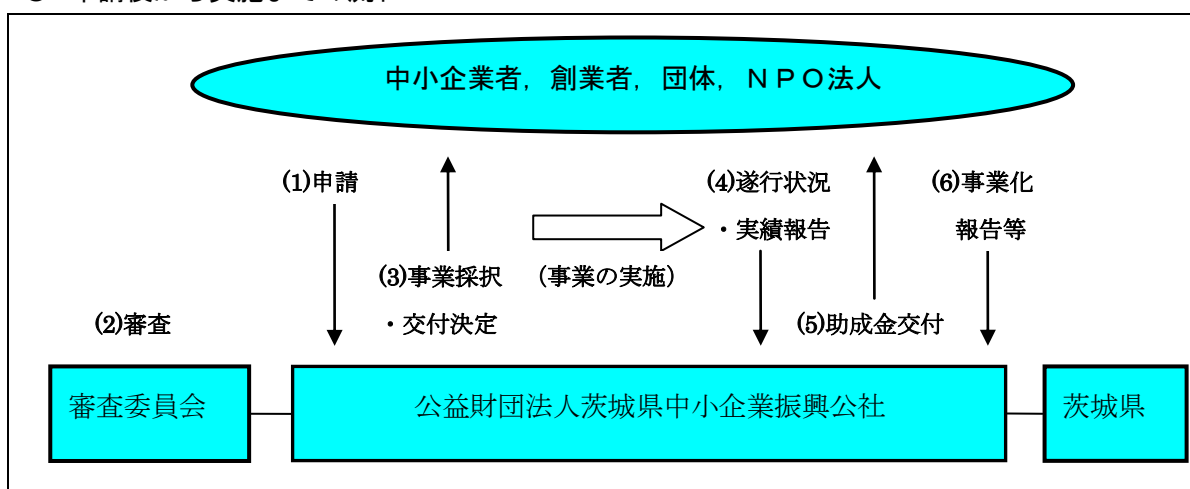 中小企業者，創業者，団体，ＮＰＯ法人
(1)申請
(2)審査
(3)事業採択
・交付決定
(事業の実施)
(4)遂行状況
・実績報告
(5)助成金交付
(6)事業化
報告等
審査委員会
公益財団法人茨城県中小企業振興公社
茨城県